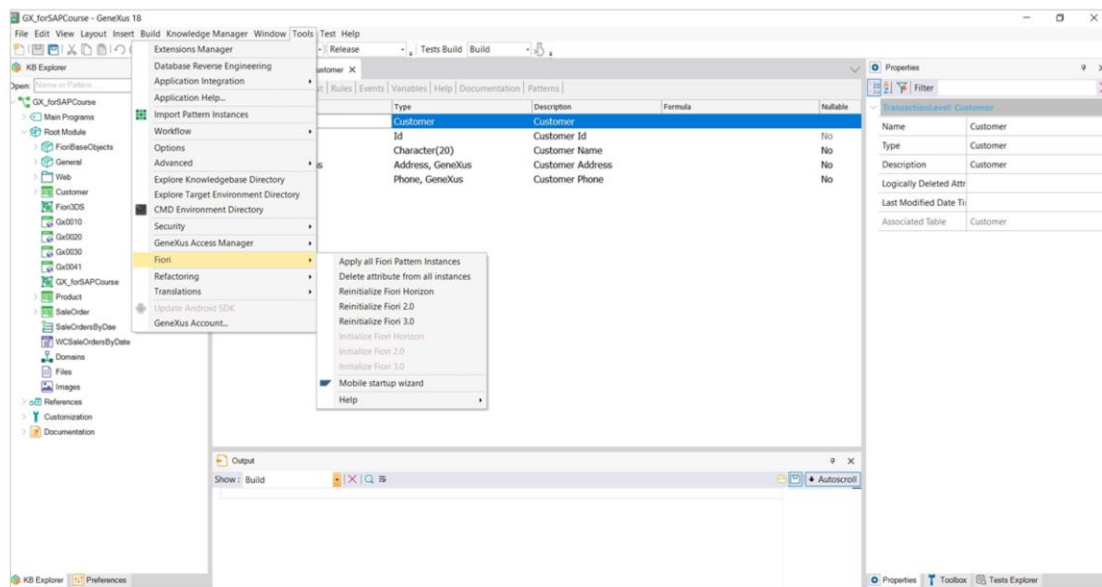 GX_forSAPCourse - GeneXus 18
File Edit View Layout Insert Build Knowledge Manager Window Tools Test Help
Release Tests Build Build
KB Explorer
Open: Name or Pattern...
GX_forSAPCourse
Main Programs
Root Module
FioriBaseObjects
General
Web
Customer
Fiori3DS
Gx0010
Gx0020
Gx0030
Gx0041
GX_forSAPCourse
Product
SaleOrder
SaleOrdersByDae
WCSaleOrdersByDate
Domains
Files
Images
References
Customization
Documentation
Extensions Manager
Database Reverse Engineering
Application Integration
Application Help...
Import Pattern Instances
Workflow
Options
Advanced
Explore Knowledgebase Directory
Explore Target Environment Directory
CMD Environment Directory
Security
GeneXus Access Manager
Fiori
Refactoring
Translations
Update Android SDK
GeneXus Account...
Apply all Fiori Pattern Instances
Delete attribute from all instances
Reinitialize Fiori Horizon
Reinitialize Fiori 2.0
Reinitialize Fiori 3.0
Initialize Fiori Horizon
Initialize Fiori 2.0
Initialize Fiori 3.0
Mobile startup wizard
Help
ustomer X
Rules | Events | Variables | Help | Documentation | Patterns |
Type Description Formula Nullable
Customer Customer
Id Customer Id No
Character(20) Customer Name No
Address, GeneXus Customer Address No
Phone, GeneXus Customer Phone No
Properties
Filter
TransactionLevel: Customer
Name Customer
Type Customer
Description Customer
Logically Deleted Attr
Last Modified Date Ti
Associated Table Customer
Output
Show: Build Autoscroll
KB Explorer Preferences
Properties Toolbox Tests Explorer